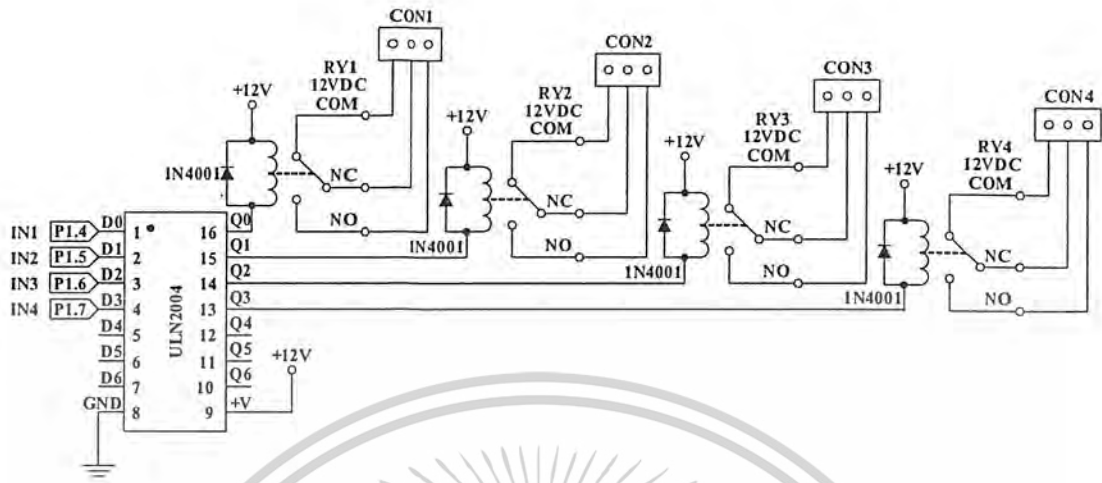 CON1
RY1
12VDC
COM
+12V
1N4001
NC
NO
CON2
RY2
12VDC
COM
+12V
1N4001
NC
NO
CON3
RY3
12VDC
COM
+12V
1N4001
NC
NO
CON4
RY4
12VDC
COM
+12V
1N4001
NC
NO
IN1 P1.4 D0 1 16 Q0
IN2 P1.5 D1 2 15 Q1
IN3 P1.6 D2 3 14 Q2
IN4 P1.7 D3 4 13 Q3
D4 5 12 Q4
D5 6 11 Q5
D6 7 10 Q6
GND 8 9 +V
ULN2004
+12V